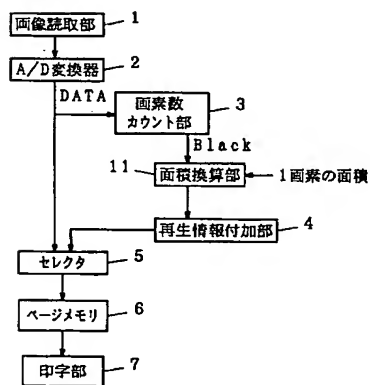 画像読取部
1
A/D変換器
2
DATA
画素数
カウント部
3
Black
11
面積換算部
1画素の面積
再生情報付加部
4
セレクタ
5
ページメモリ
6
印字部
7